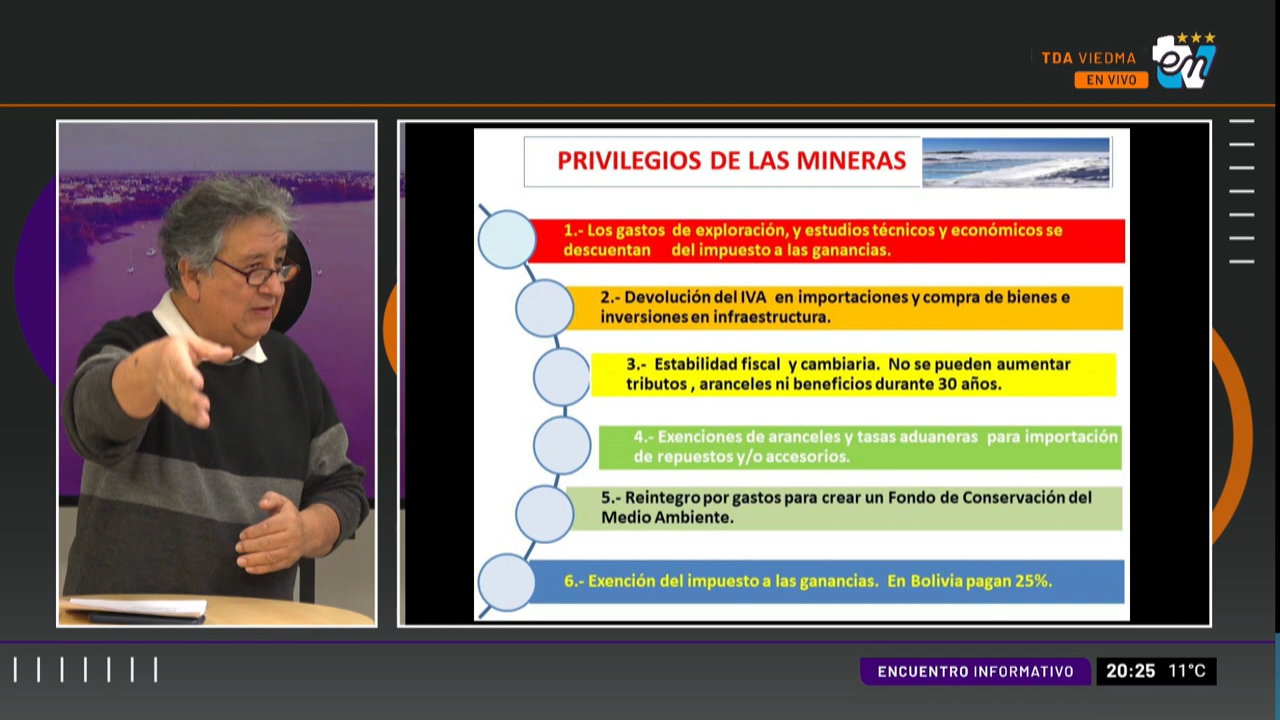 TDA VIEDMA
EN VIVO
en
PRIVILEGIOS DE LAS MINERAS
1.- Los gastos de exploración, y estudios técnicos y económicos se
descuentan del impuesto a las ganancias.
2.- Devolución del IVA en importaciones y compra de bienes e
inversiones en infraestructura.
3.- Estabilidad fiscal y cambiaria. No se pueden aumentar
tributos , aranceles ni beneficios durante 30 años.
4.- Exenciones de aranceles y tasas aduaneras para importación
de repuestos y/o accesorios.
5.- Reintegro por gastos para crear un Fondo de Conservación del
Medio Ambiente.
6.- Exención del impuesto a las ganancias. En Bolivia pagan 25%.
ENCUENTRO INFORMATIVO
20:25 11°C